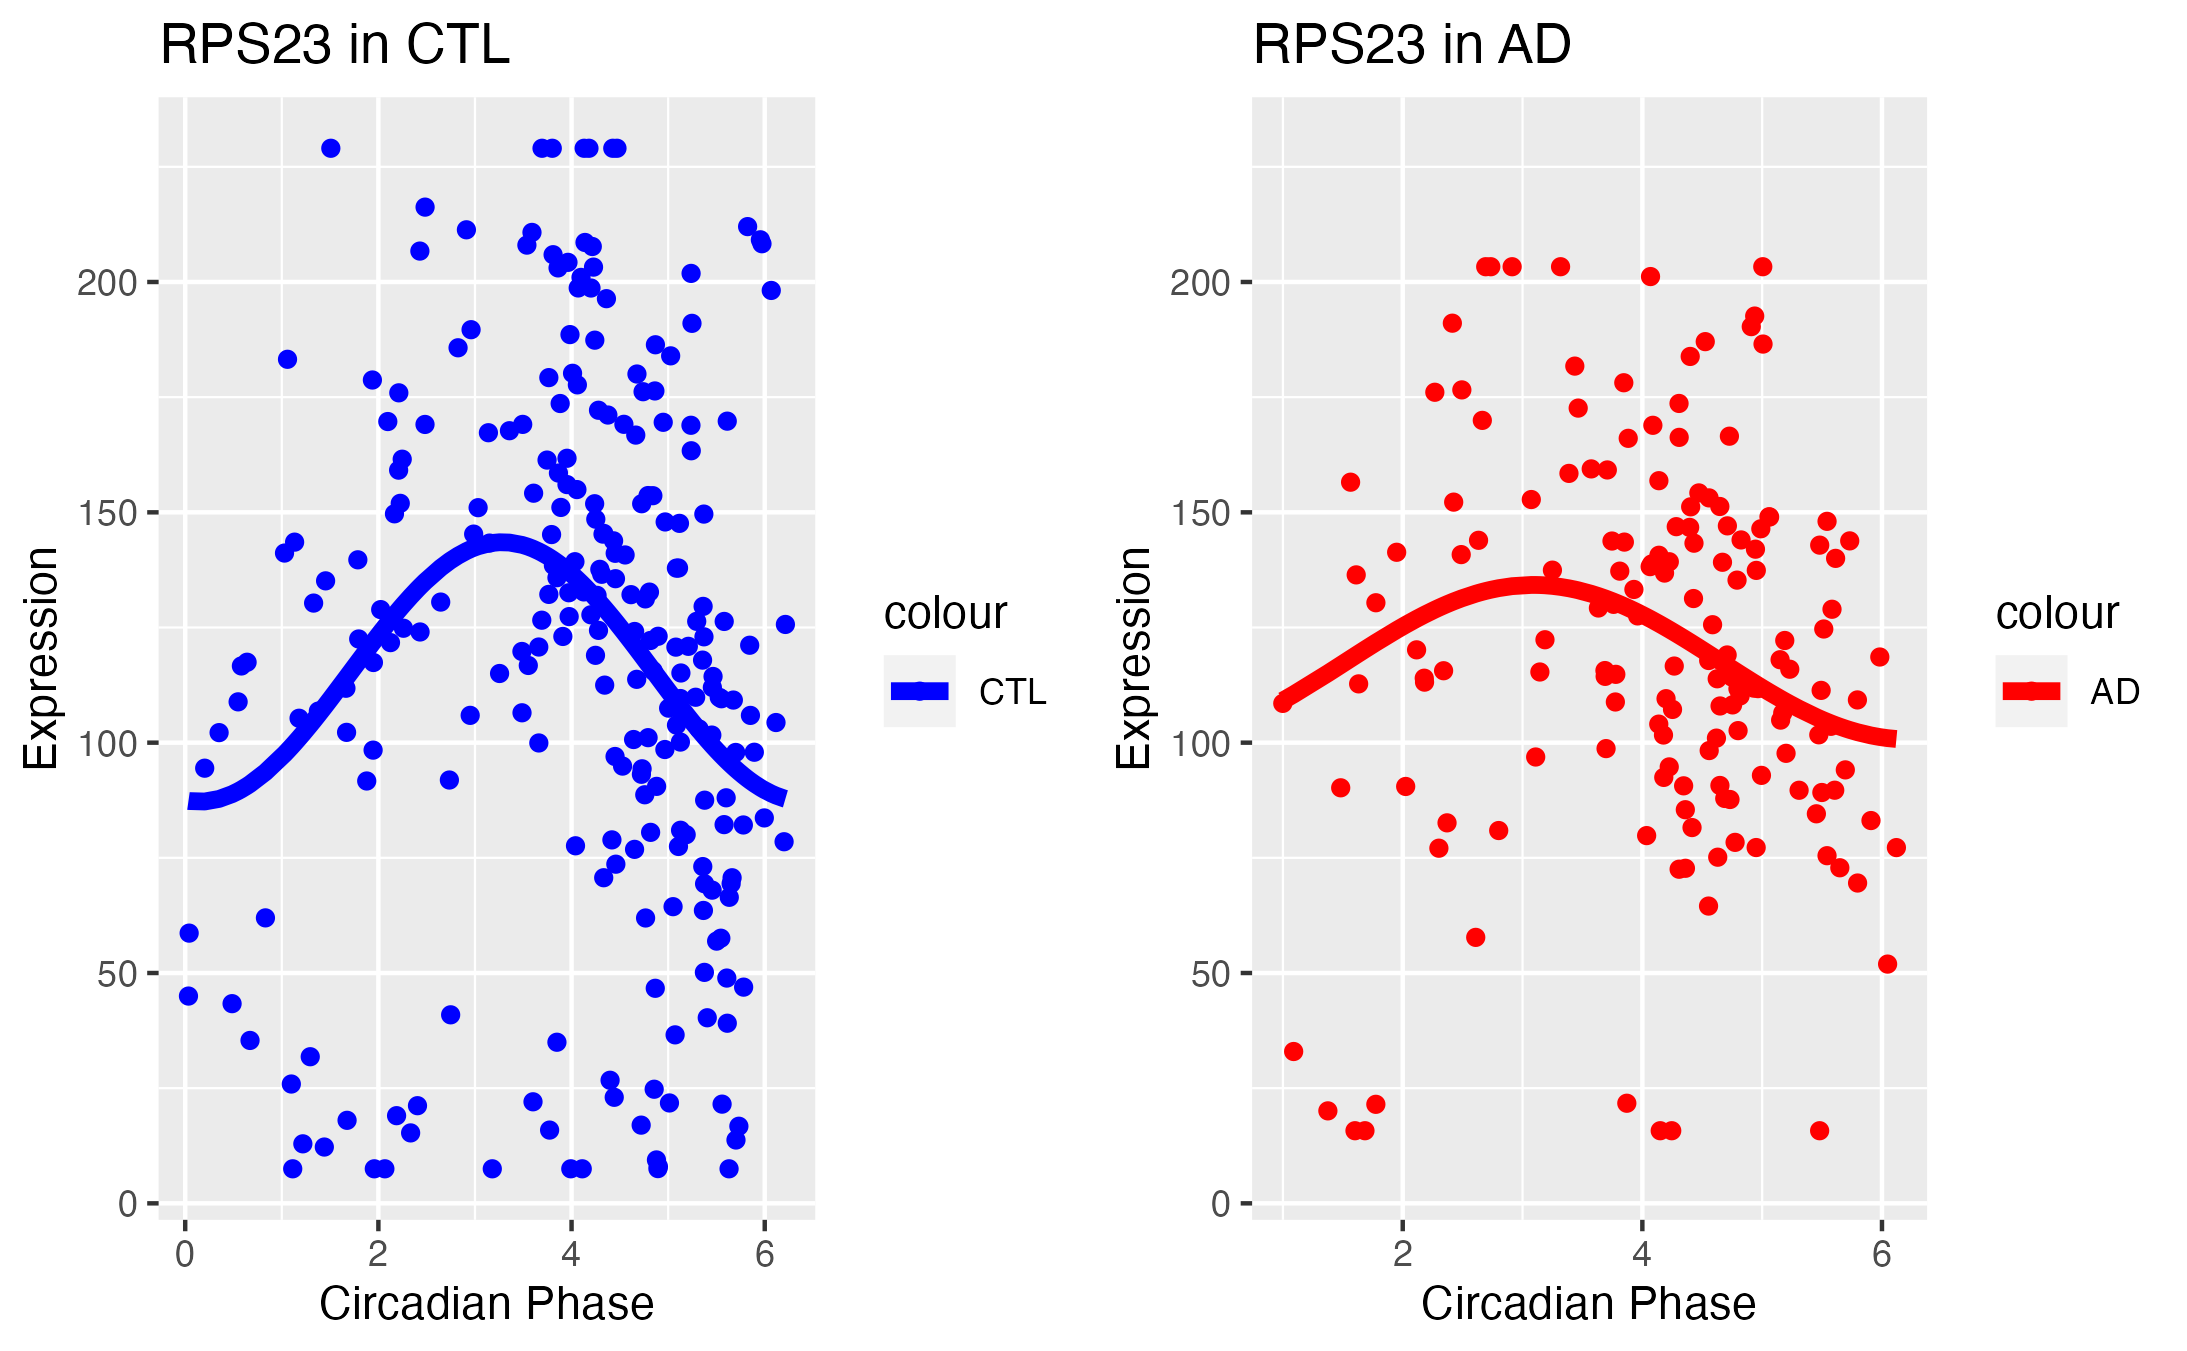 RPS23 in CTL
Expression
200
150
100
50
0
0 2 4 6
Circadian Phase
colour
CTL
RPS23 in AD
Expression
200
150
100
50
0
2 4 6
Circadian Phase
colour
AD